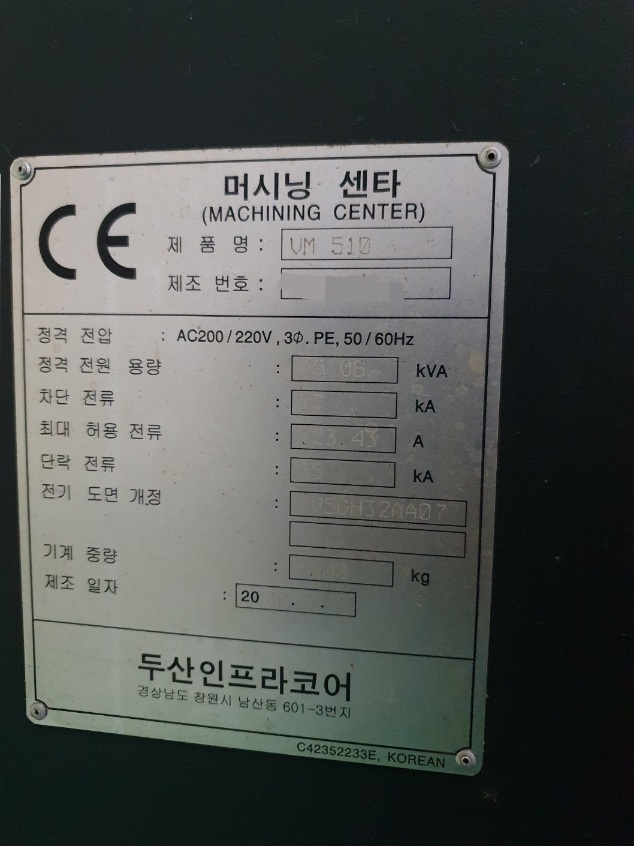 CE
머시닝 센타
(MACHINING CENTER)
제 품 명 : VM 510
제조 번호 :
정격 전압 : AC200/220V, 3Φ. PE, 50/60Hz
정격 전원 용량 : kVA
차단 전류 : kA
최대 허용 전류 : A
단락 전류 : kA
전기 도면 개정 :
기계 중량 : kg
제조 일자 : 20 . .
두산인프라코어
경상남도 창원시 남산동 601-3번지
C42352233E, KOREAN